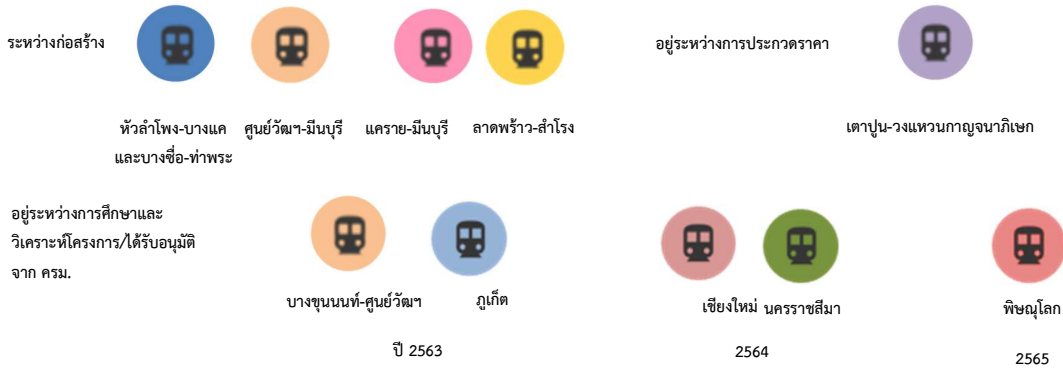 ระหว่างก่อสร้าง
อยู่ระหว่างการประกวดราคา
หัวลำโพง-บางแค
และบางซื่อ-ท่าพระ
ศูนย์วัฒฯ-มีนบุรี
แคราย-มีนบุรี
ลาดพร้าว-สำโรง
เตาปูน-วงแหวนกาญจนาภิเษก
อยู่ระหว่างการศึกษาและ
วิเคราะห์โครงการ/ได้รับอนุมัติ
จาก ครม.
บางขุนนนท์-ศูนย์วัฒฯ
ภูเก็ต
เชียงใหม่
นครราชสีมา
พิษณุโลก
ปี 2563
2564
2565